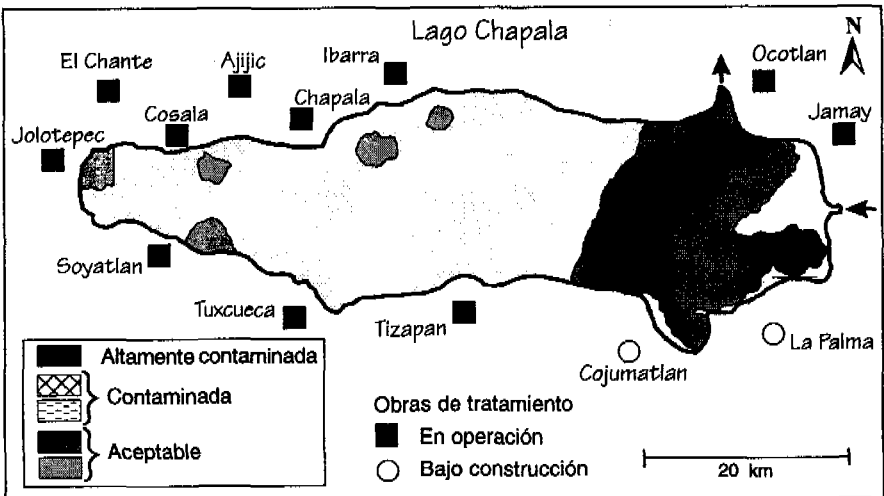 Lago Chapala
N
El Chante
Ajijic
Ibarra
Ocotlan
Chapala
Cosala
Jamay
Jolotepec
Soyatlan
Tuxcueca
Tizapan
La Palma
Cojumatlan
Altamente contaminada
Contaminada
Aceptable
Obras de tratamiento
En operación
Bajo construcción
20 km